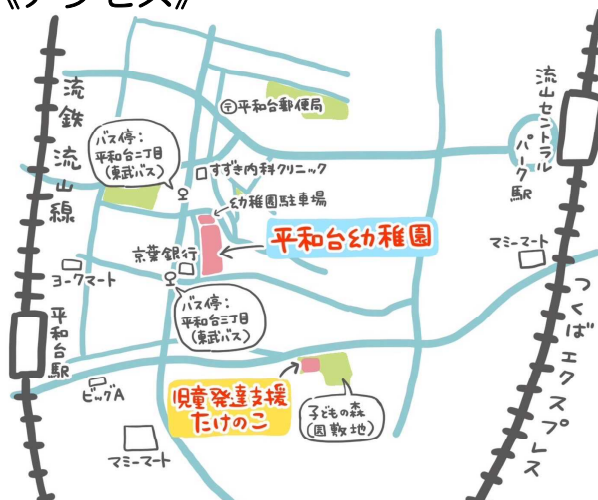 《アクセス》
流鉄
流山線
平和台駅
バス停:
平和台二丁目
(東武バス)
〒平和台郵便局
すずき内科クリニック
幼稚園駐車場
平和台幼稚園
京葉銀行
ヨークマート
バス停:
平和台三丁目
(東武バス)
ビッグA
マミーマート
児童発達支援
たけのこ
子どもの森
(園敷地)
流山セントラル
パーク駅
マミーマート
つくばエクスプレス